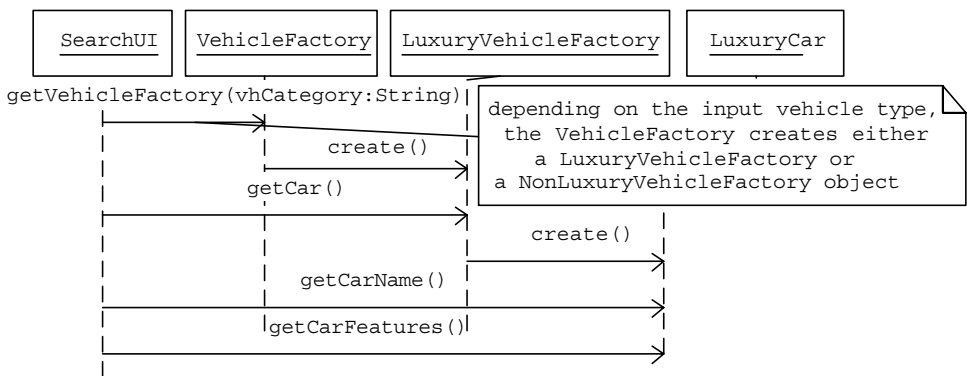 SearchUI
VehicleFactory
LuxuryVehicleFactory
LuxuryCar
getVehicleFactory(vhCategory:String)
depending on the input vehicle type,
the VehicleFactory creates either
a LuxuryVehicleFactory or
a NonLuxuryVehicleFactory object
create()
getCar()
create()
getCarName()
getCarFeatures()